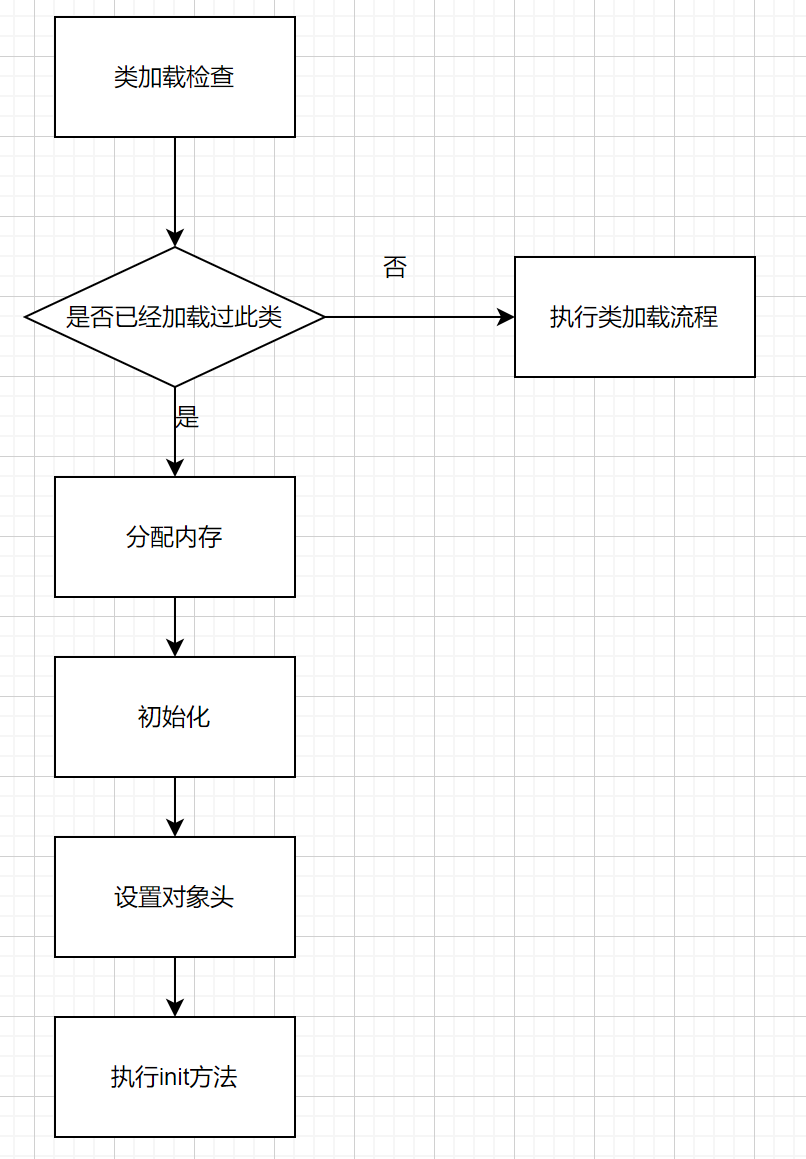 类加载检查
否
是否已经加载过此类
执行类加载流程
是
分配内存
初始化
设置对象头
执行init方法